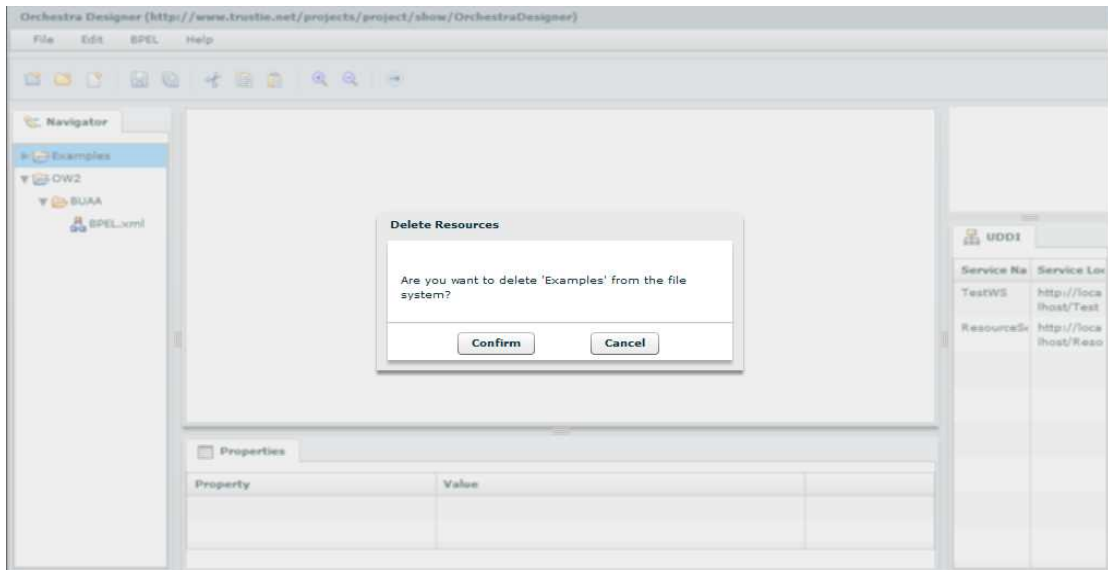 Orchestra Designer (http://www.trustie.net/projects/project/show/OrchestraDesigner)
File Edit BPEL Help
Navigator
Examples
OW2
BUAA
BPEL.xml
Delete Resources
Are you want to delete 'Examples' from the file
system?
Confirm Cancel
UDDI
Service Na Service Loc
TestWS http://loca
lhost/Test
ResourceSe http://loca
lhost/Reso
Properties
Property Value